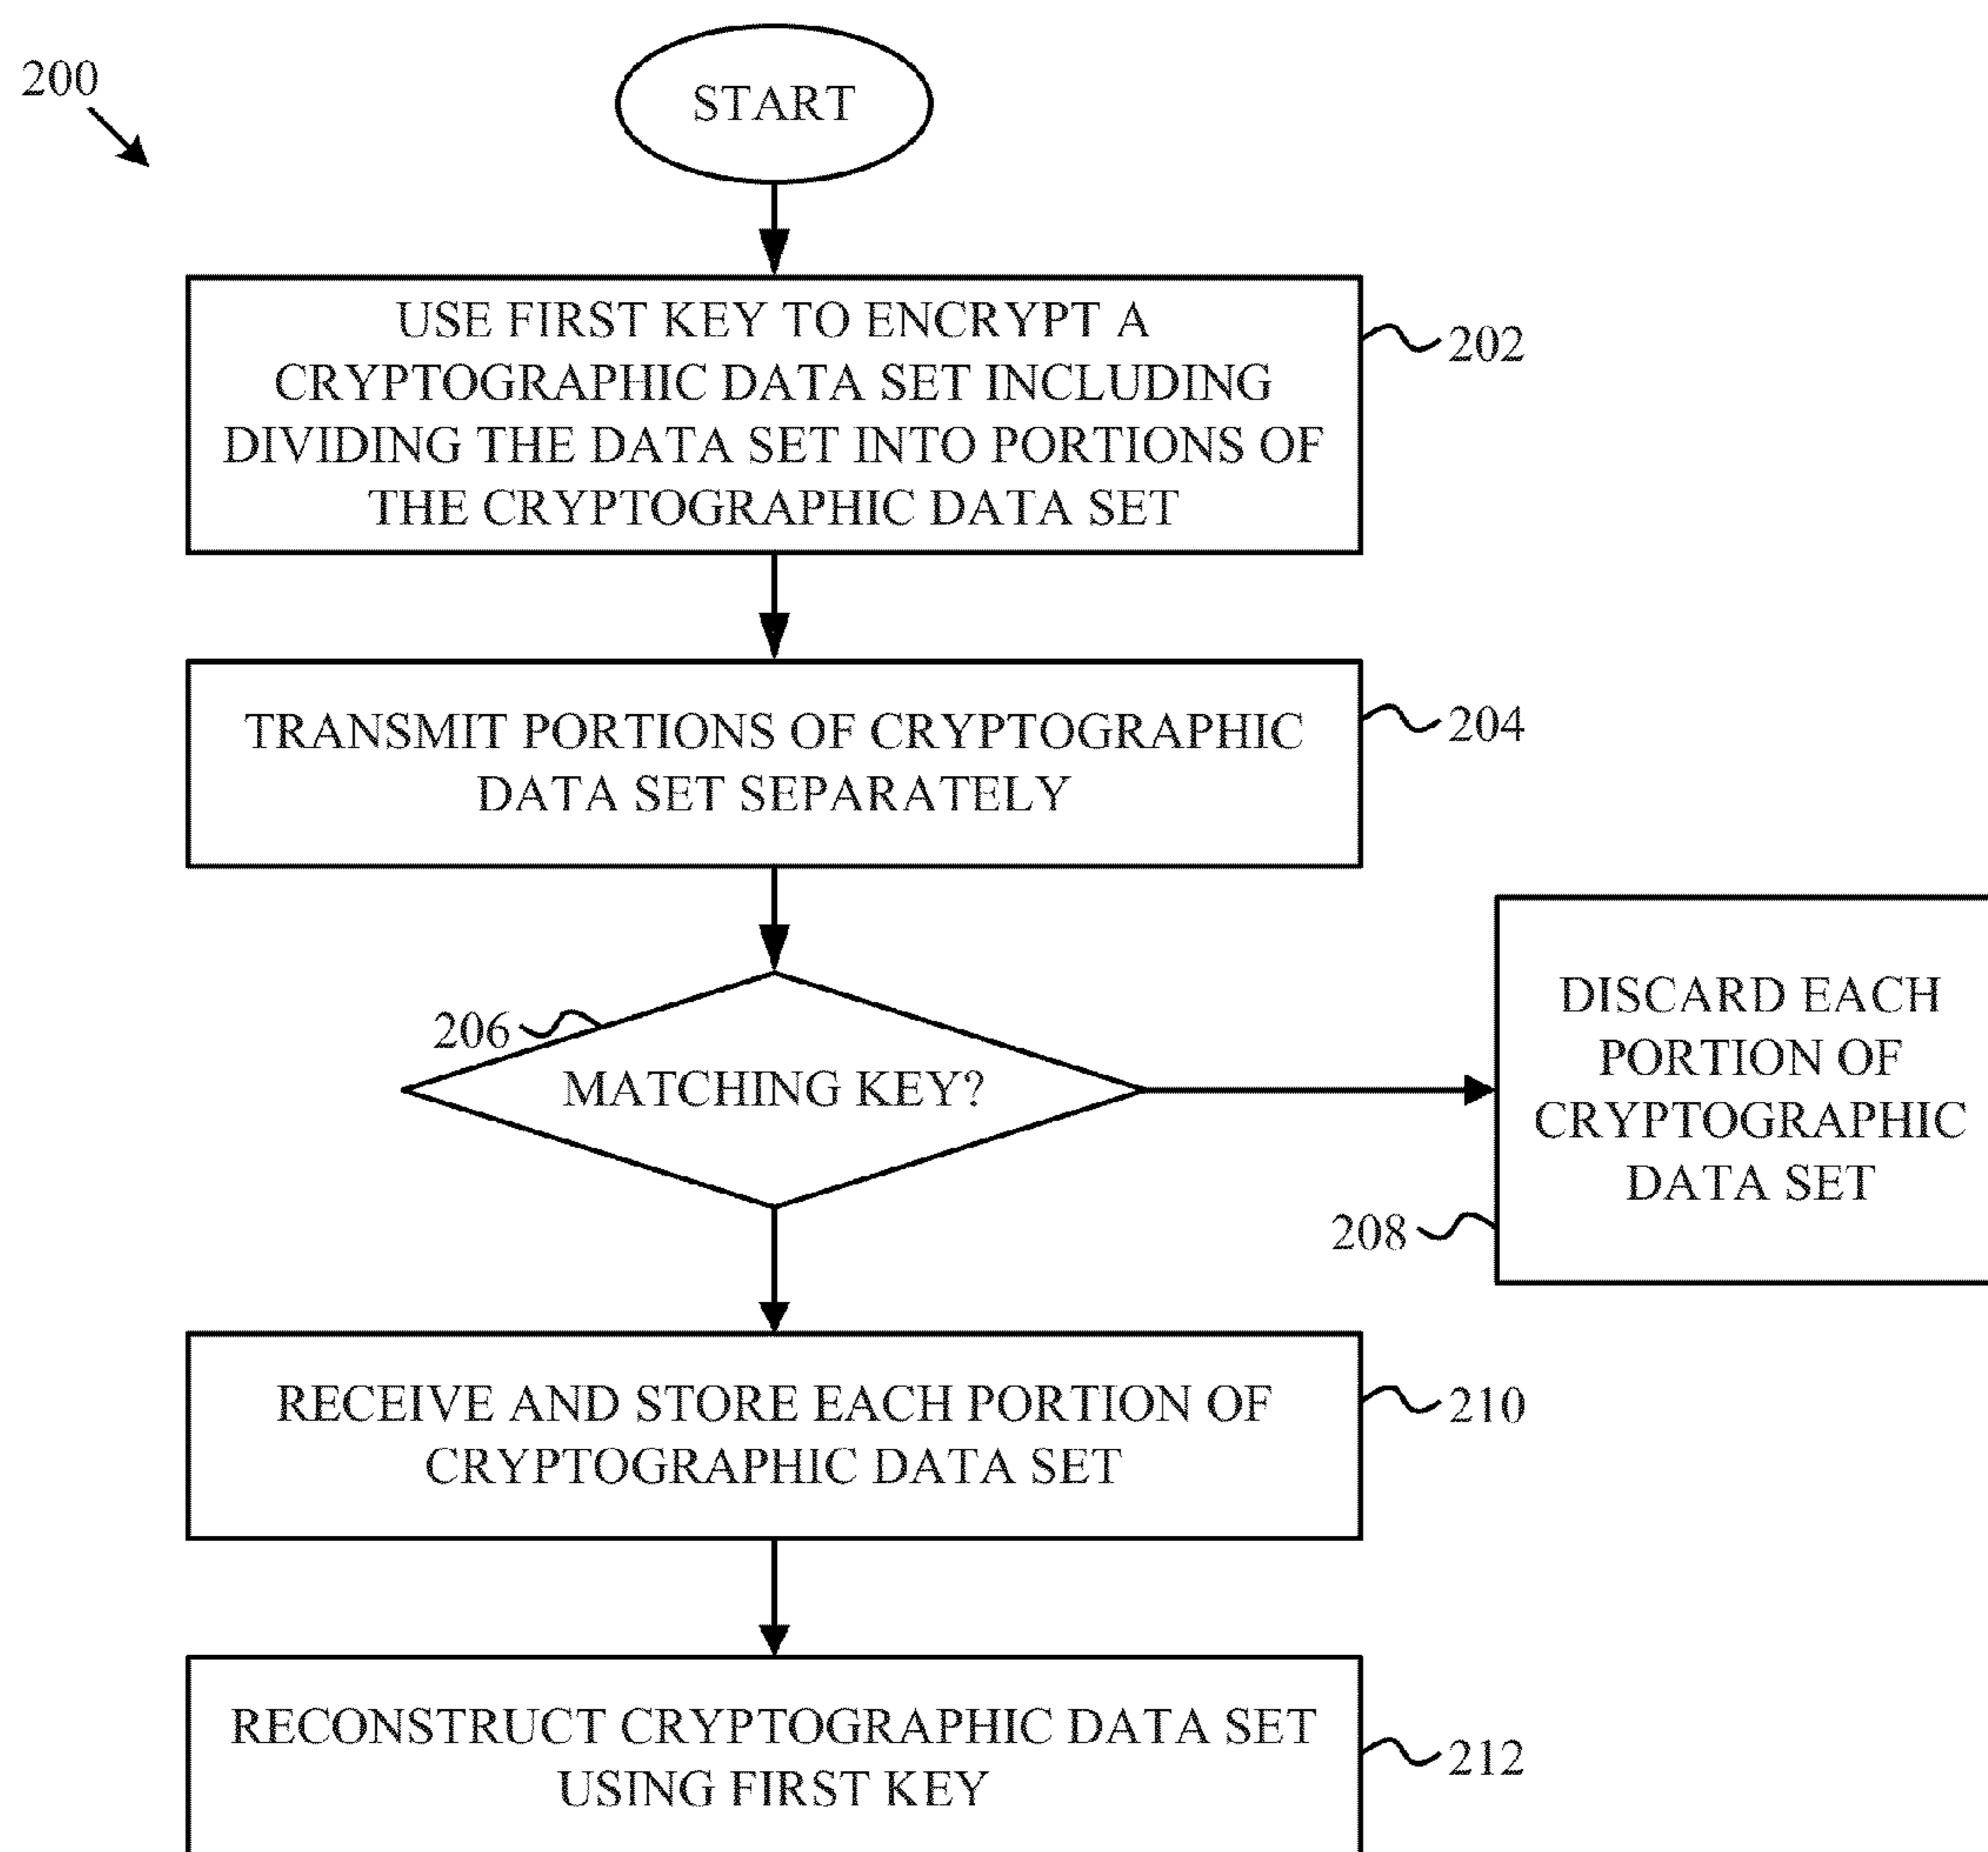 200
START
USE FIRST KEY TO ENCRYPT A
CRYPTOGRAPHIC DATA SET INCLUDING
DIVIDING THE DATA SET INTO PORTIONS OF
THE CRYPTOGRAPHIC DATA SET
202
TRANSMIT PORTIONS OF CRYPTOGRAPHIC
DATA SET SEPARATELY
204
206
MATCHING KEY?
DISCARD EACH
PORTION OF
CRYPTOGRAPHIC
DATA SET
208
RECEIVE AND STORE EACH PORTION OF
CRYPTOGRAPHIC DATA SET
210
RECONSTRUCT CRYPTOGRAPHIC DATA SET
USING FIRST KEY
212